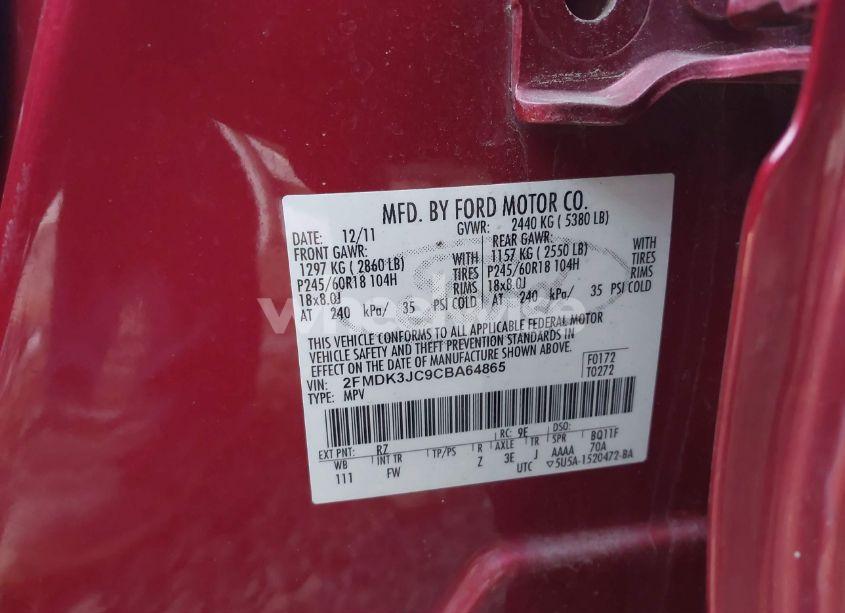 MFD. BY FORD MOTOR CO.
DATE: 12/11 GVWR: 2440 KG ( 5380 LB)
FRONT GAWR: REAR GAWR:
1297 KG ( 2860 LB) WITH 1157 KG ( 2550 LB) WITH
P245/60R18 104H TIRES P245/60R18 104H TIRES
18x8.0J RIMS 18x8.0J RIMS
AT 240 kPa/ 35 PSI COLD AT 240 kPa/ 35 PSI COLD
THIS VEHICLE CONFORMS TO ALL APPLICABLE FEDERAL MOTOR
VEHICLE SAFETY AND THEFT PREVENTION STANDARDS IN
EFFECT ON THE DATE OF MANUFACTURE SHOWN ABOVE.
VIN: 2FMDK3JC9CBA64865 F0172
TYPE: MPV T0272
EXT PNT: RZ RC: 9E DSO:
WB INT TR TP/PS R AXLE TR SPR BQ11F
111 FW Z 3E J AAAA 70A
UTC ▽5U5A-1520472-BA
wheelwise